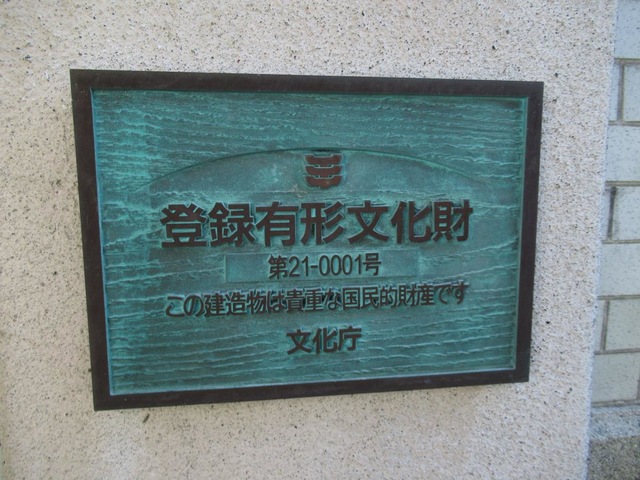 登録有形文化財
第21-0001号
この建造物は貴重な国民的財産です
文化庁